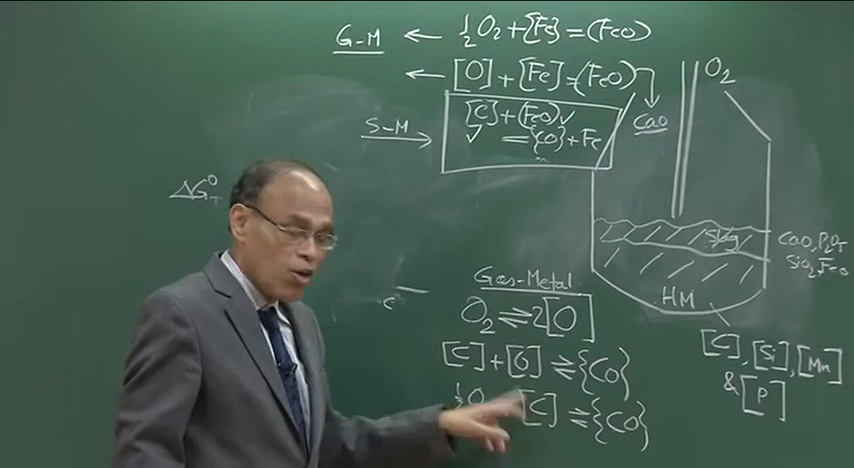 G-M ← ½O₂+{Fe}=(FeO)
← [O]+[Fe]=(FeO)
CaO
S-M →
[C]+(FeO)✓
✓ ={CO}+Fe
O₂
ΔG°T
Slag
CaO, P₂O₅
SiO₂, FeO
HM
[C], [Si], [Mn]
& [P]
Gas-Metal
O₂ ⇌ 2[O]
[C]+[O] ⇌ {CO}
½O [C] ⇌ {CO}